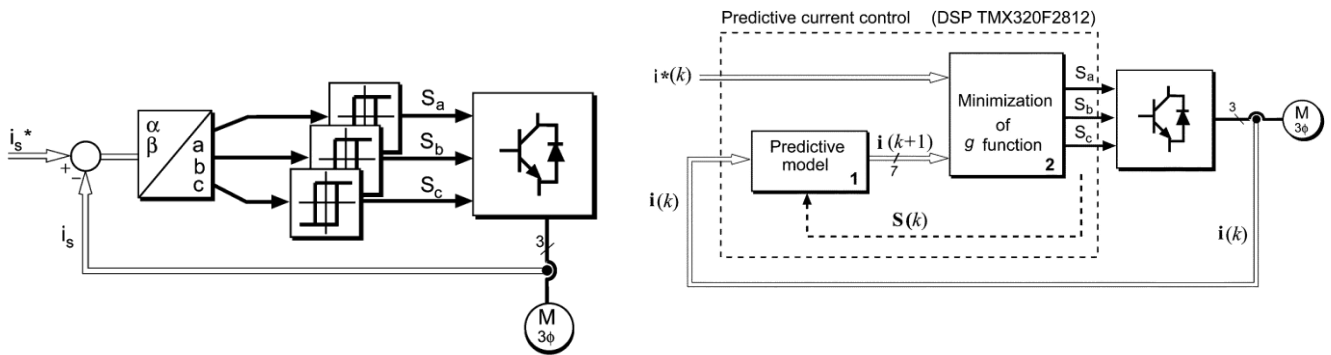 i_s*
+
−
α
β
a
b
c
S_a
S_b
S_c
i_s
3
M
3ϕ
Predictive current control (DSP TMX320F2812)
i*(k)
Predictive
model
1
i(k+1)
7
Minimization
of
g function
2
S_a
S_b
S_c
3
M
3ϕ
i(k)
S(k)
i(k)